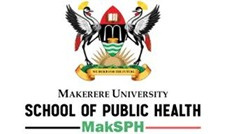 MAKERERE UNIVERSITY
SCHOOL OF PUBLIC HEALTH
MakSPH